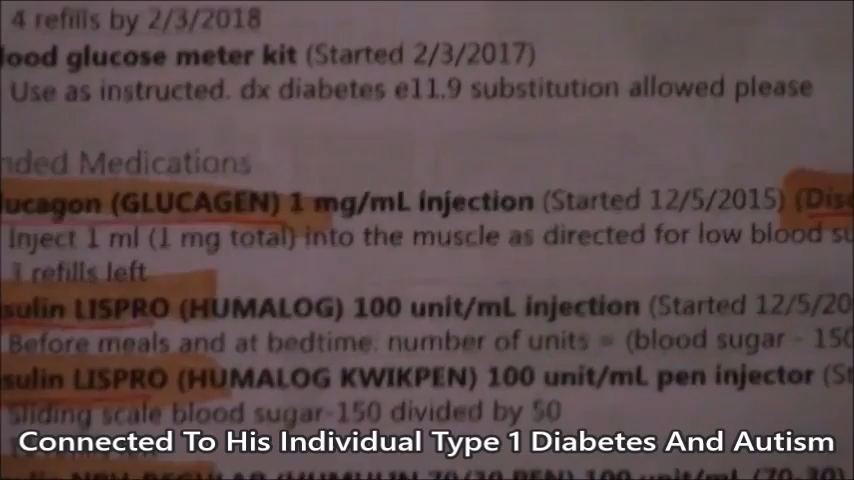 4 refills by 2/3/2018
lood glucose meter kit (Started 2/3/2017)
Use as instructed. dx diabetes e11.9 substitution allowed please
nded Medications
ucagon (GLUCAGEN) 1 mg/mL injection (Started 12/5/2015) (Disc
Inject 1 ml (1 mg total) into the muscle as directed for low blood su
1 refills left
sulin LISPRO (HUMALOG) 100 unit/mL injection (Started 12/5/20
Before meals and at bedtime. number of units = (blood sugar - 150
sulin LISPRO (HUMALOG KWIKPEN) 100 unit/mL pen injector (St
sliding scale blood sugar-150 divided by 50
Connected To His Individual Type 1 Diabetes And Autism